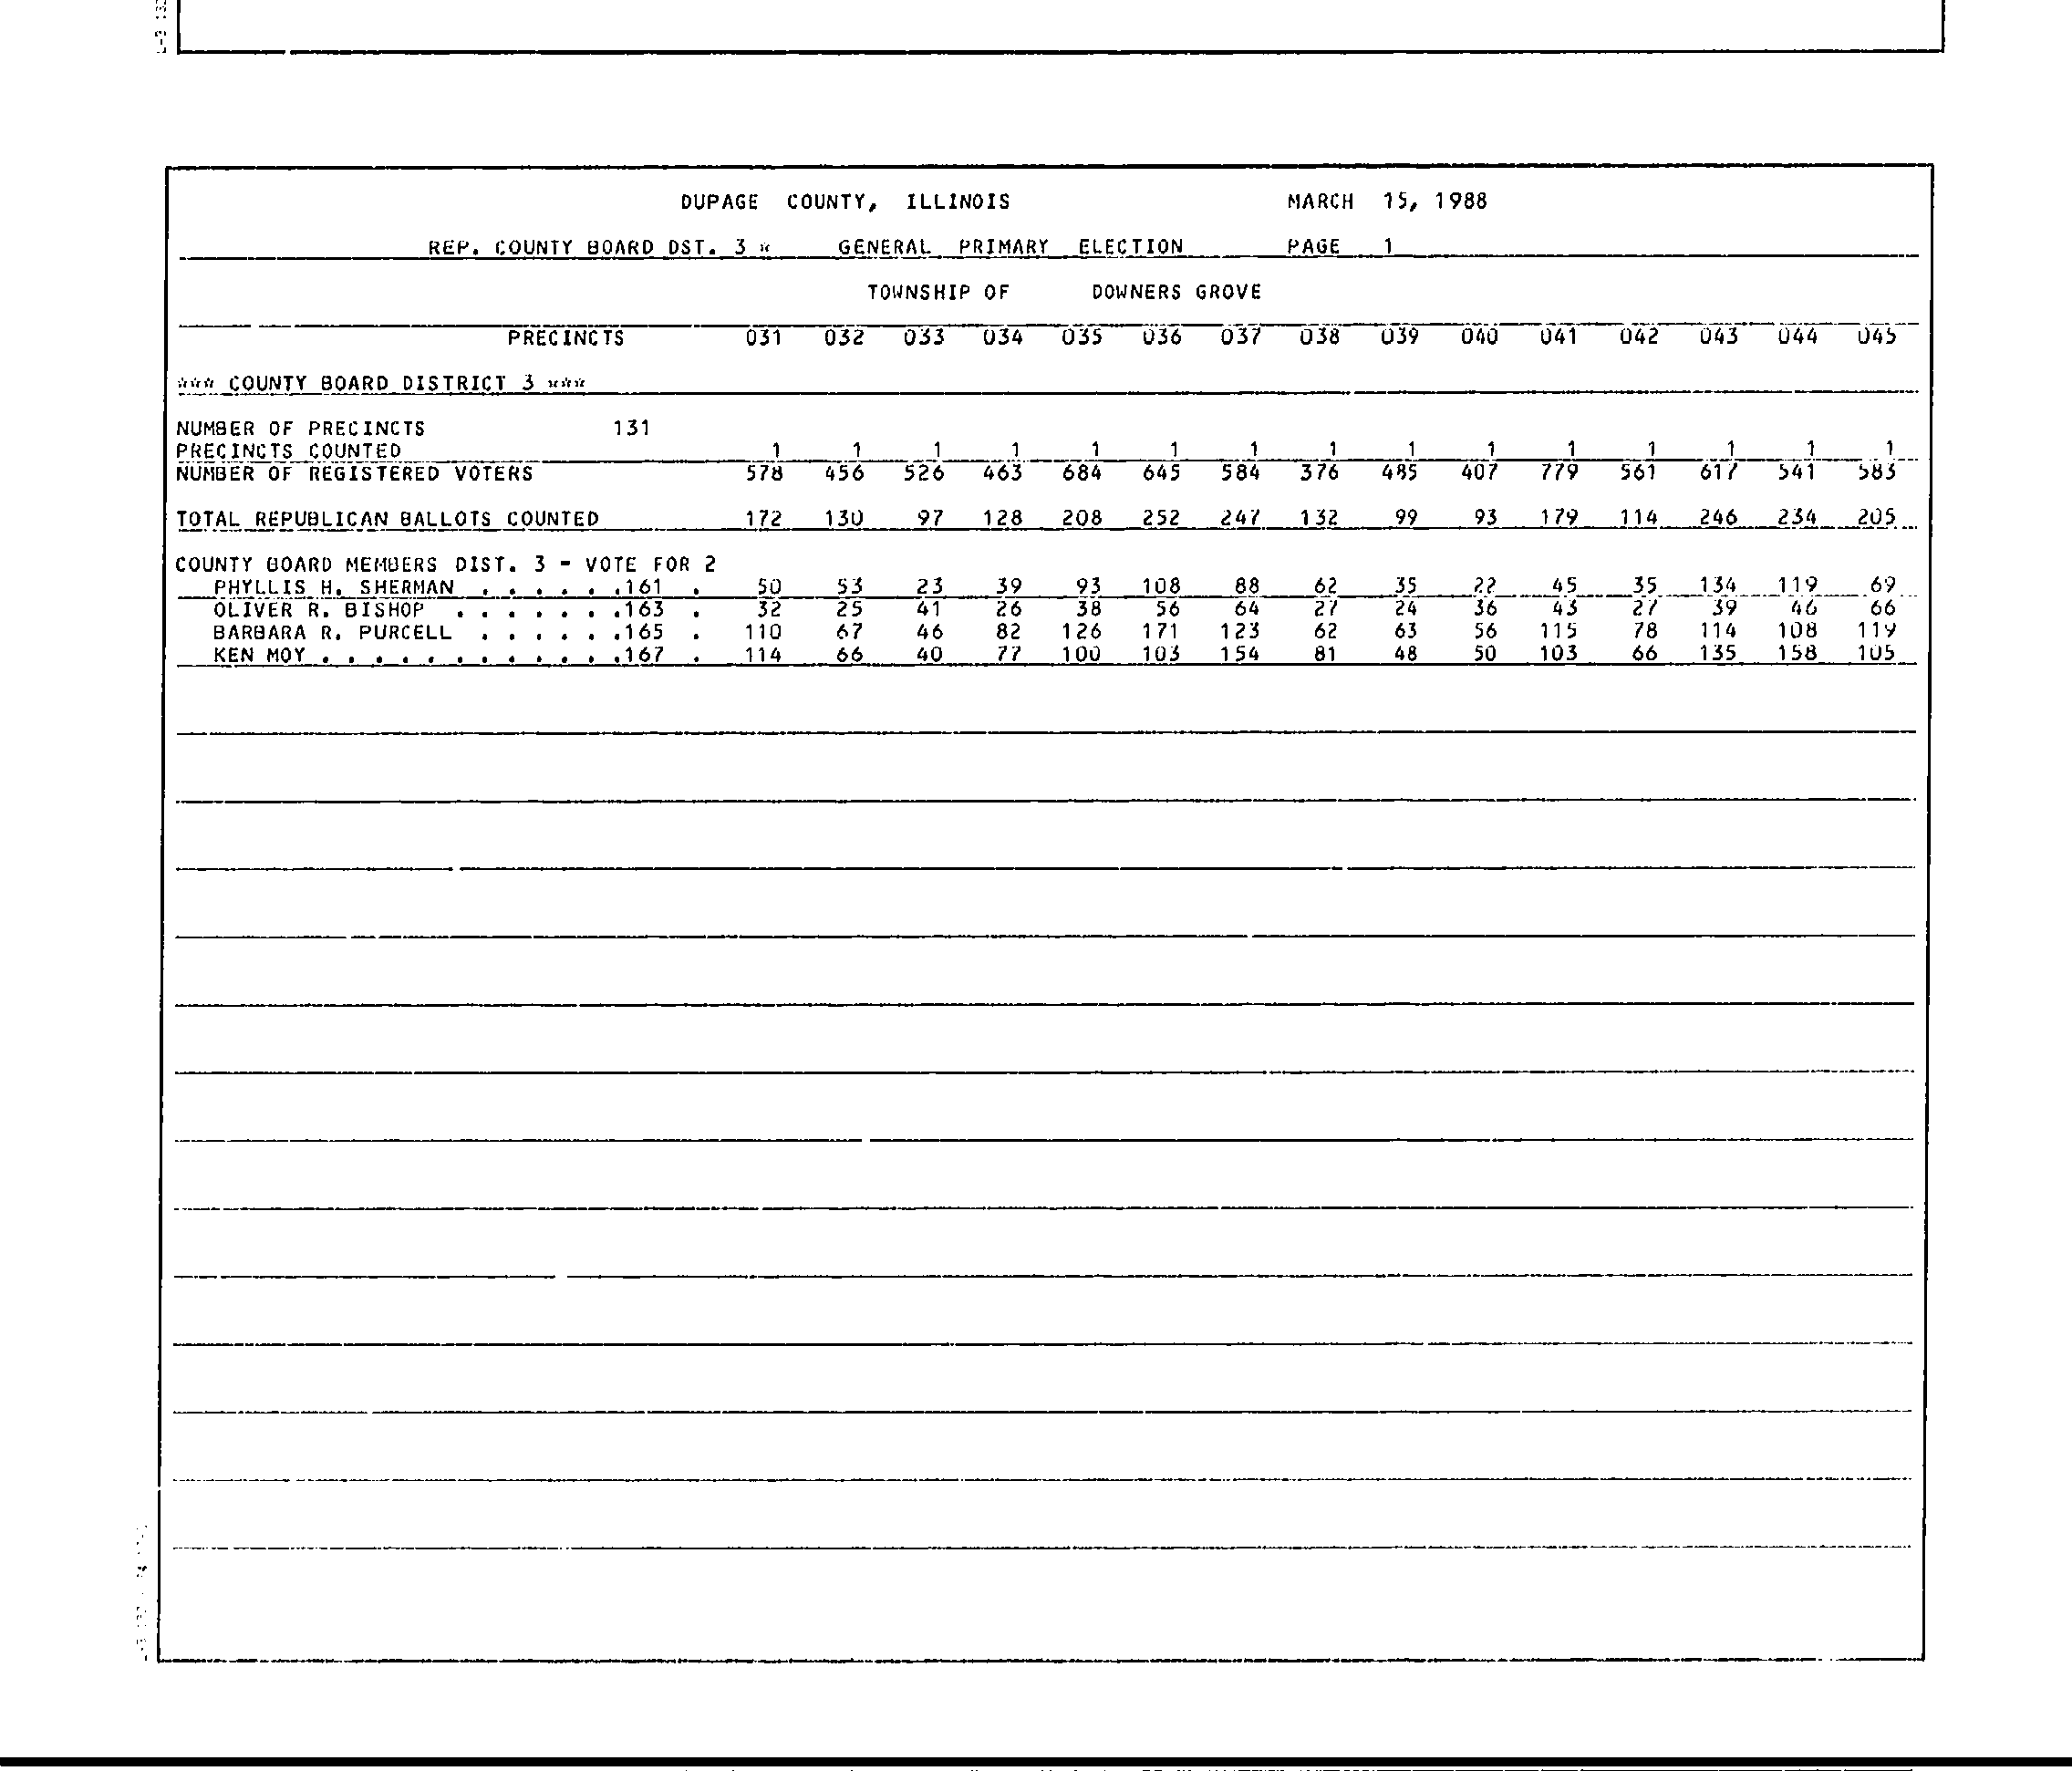 DUPAGE COUNTY, ILLINOIS MARCH 15, 1988
REP. COUNTY BOARD DST. 3 * GENERAL PRIMARY ELECTION PAGE 1
TOWNSHIP OF DOWNERS GROVE
PRECINCTS 031 032 033 034 035 036 037 038 039 040 041 042 043 044 045
*** COUNTY BOARD DISTRICT 3 ***
NUMBER OF PRECINCTS 131
PRECINCTS COUNTED 1 1 1 1 1 1 1 1 1 1 1 1 1 1 1
NUMBER OF REGISTERED VOTERS 578 456 526 463 684 645 584 376 485 407 779 561 617 541 583
TOTAL REPUBLICAN BALLOTS COUNTED 172 130 97 128 208 252 247 132 99 93 179 114 246 234 205
COUNTY BOARD MEMBERS DIST. 3 - VOTE FOR 2
PHYLLIS H. SHERMAN . . . . . .161 . 50 53 23 39 93 108 88 62 35 22 45 35 134 119 69
OLIVER R. BISHOP . . . . . . .163 . 32 25 41 26 38 56 64 27 24 36 43 27 39 46 66
BARBARA R. PURCELL . . . . . .165 . 110 67 46 82 126 171 123 62 63 56 115 78 114 108 119
KEN MOY . . . . . . . . . . . .167 . 114 66 40 77 100 103 154 81 48 50 103 66 135 158 105